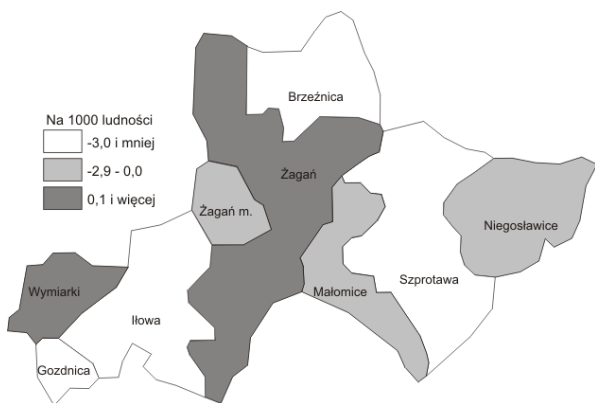 Na 1000 ludności
-3,0 i mniej
-2,9 - 0,0
0,1 i więcej
Brzeźnica
Żagań
Żagań m.
Niegosławice
Szprotawa
Małomice
Wymiarki
Iłowa
Gozdnica